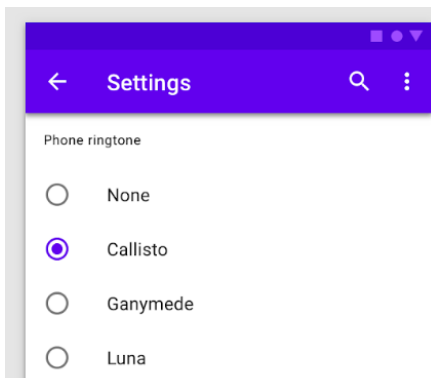 Settings
Phone ringtone
None
Callisto
Ganymede
Luna